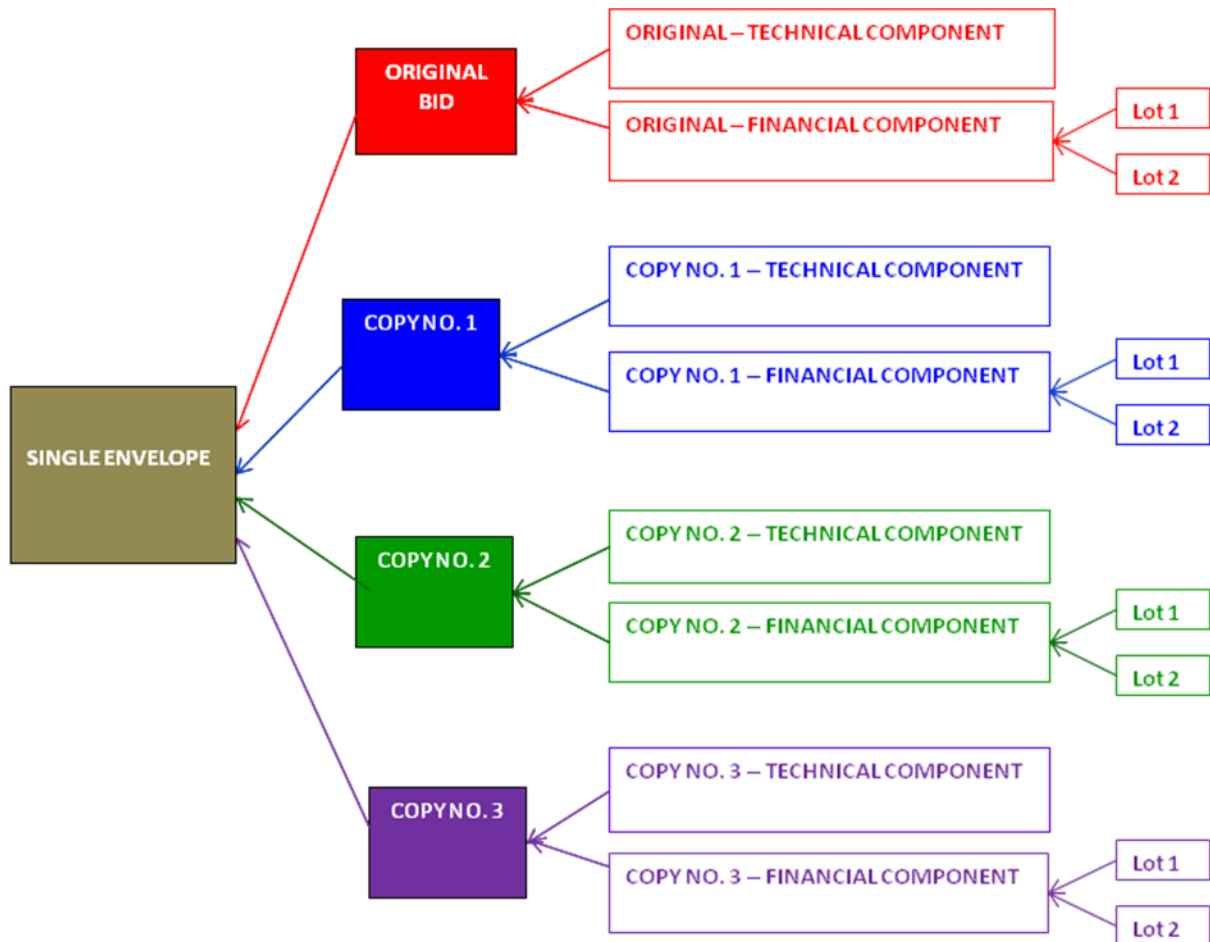 ORIGINAL – TECHNICAL COMPONENT
ORIGINAL
BID
ORIGINAL – FINANCIAL COMPONENT
Lot 1
Lot 2
COPY NO. 1 – TECHNICAL COMPONENT
COPY NO. 1
COPY NO. 1 – FINANCIAL COMPONENT
Lot 1
Lot 2
SINGLE ENVELOPE
COPY NO. 2 – TECHNICAL COMPONENT
COPY NO. 2
COPY NO. 2 – FINANCIAL COMPONENT
Lot 1
Lot 2
COPY NO. 3 – TECHNICAL COMPONENT
COPY NO. 3
COPY NO. 3 – FINANCIAL COMPONENT
Lot 1
Lot 2